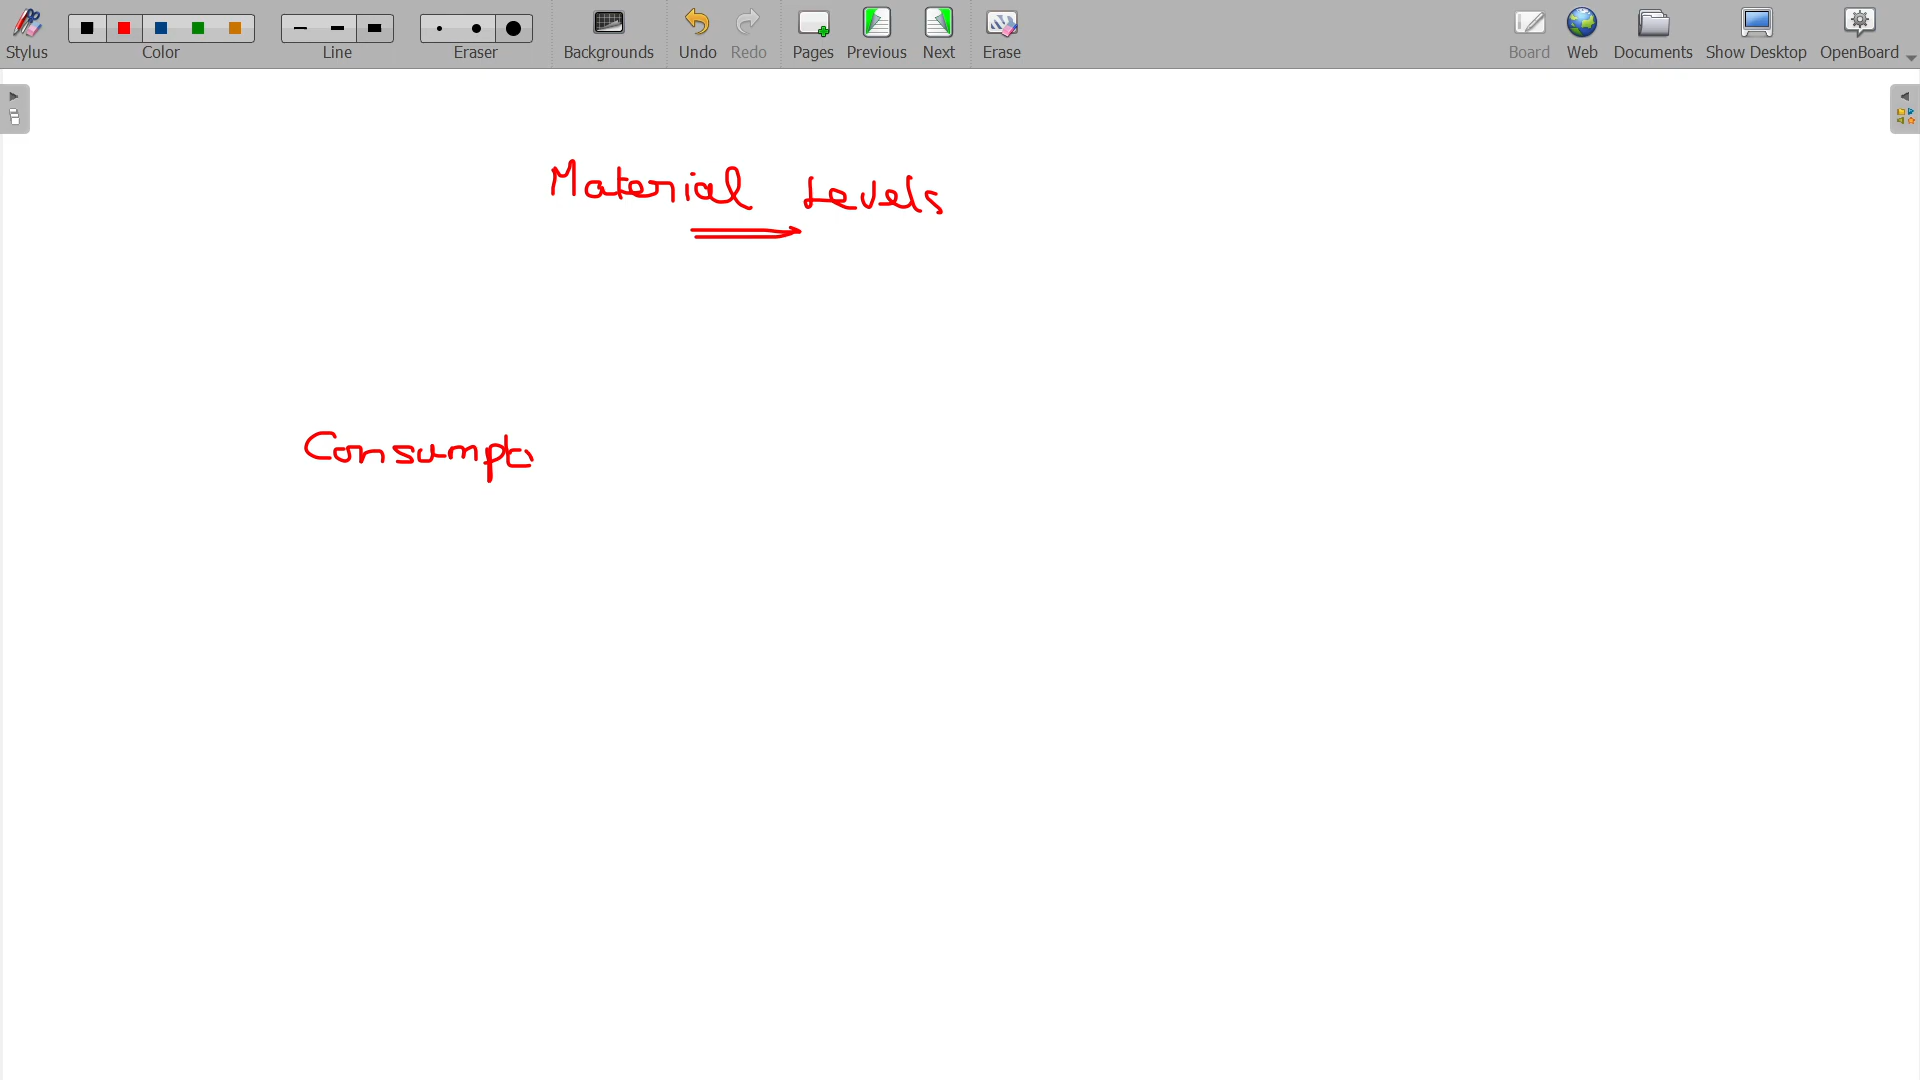 Stylus Color Line Eraser Backgrounds Undo Redo Pages Previous Next Erase Board Web Documents Show Desktop OpenBoard
Material Levels
Consumpti